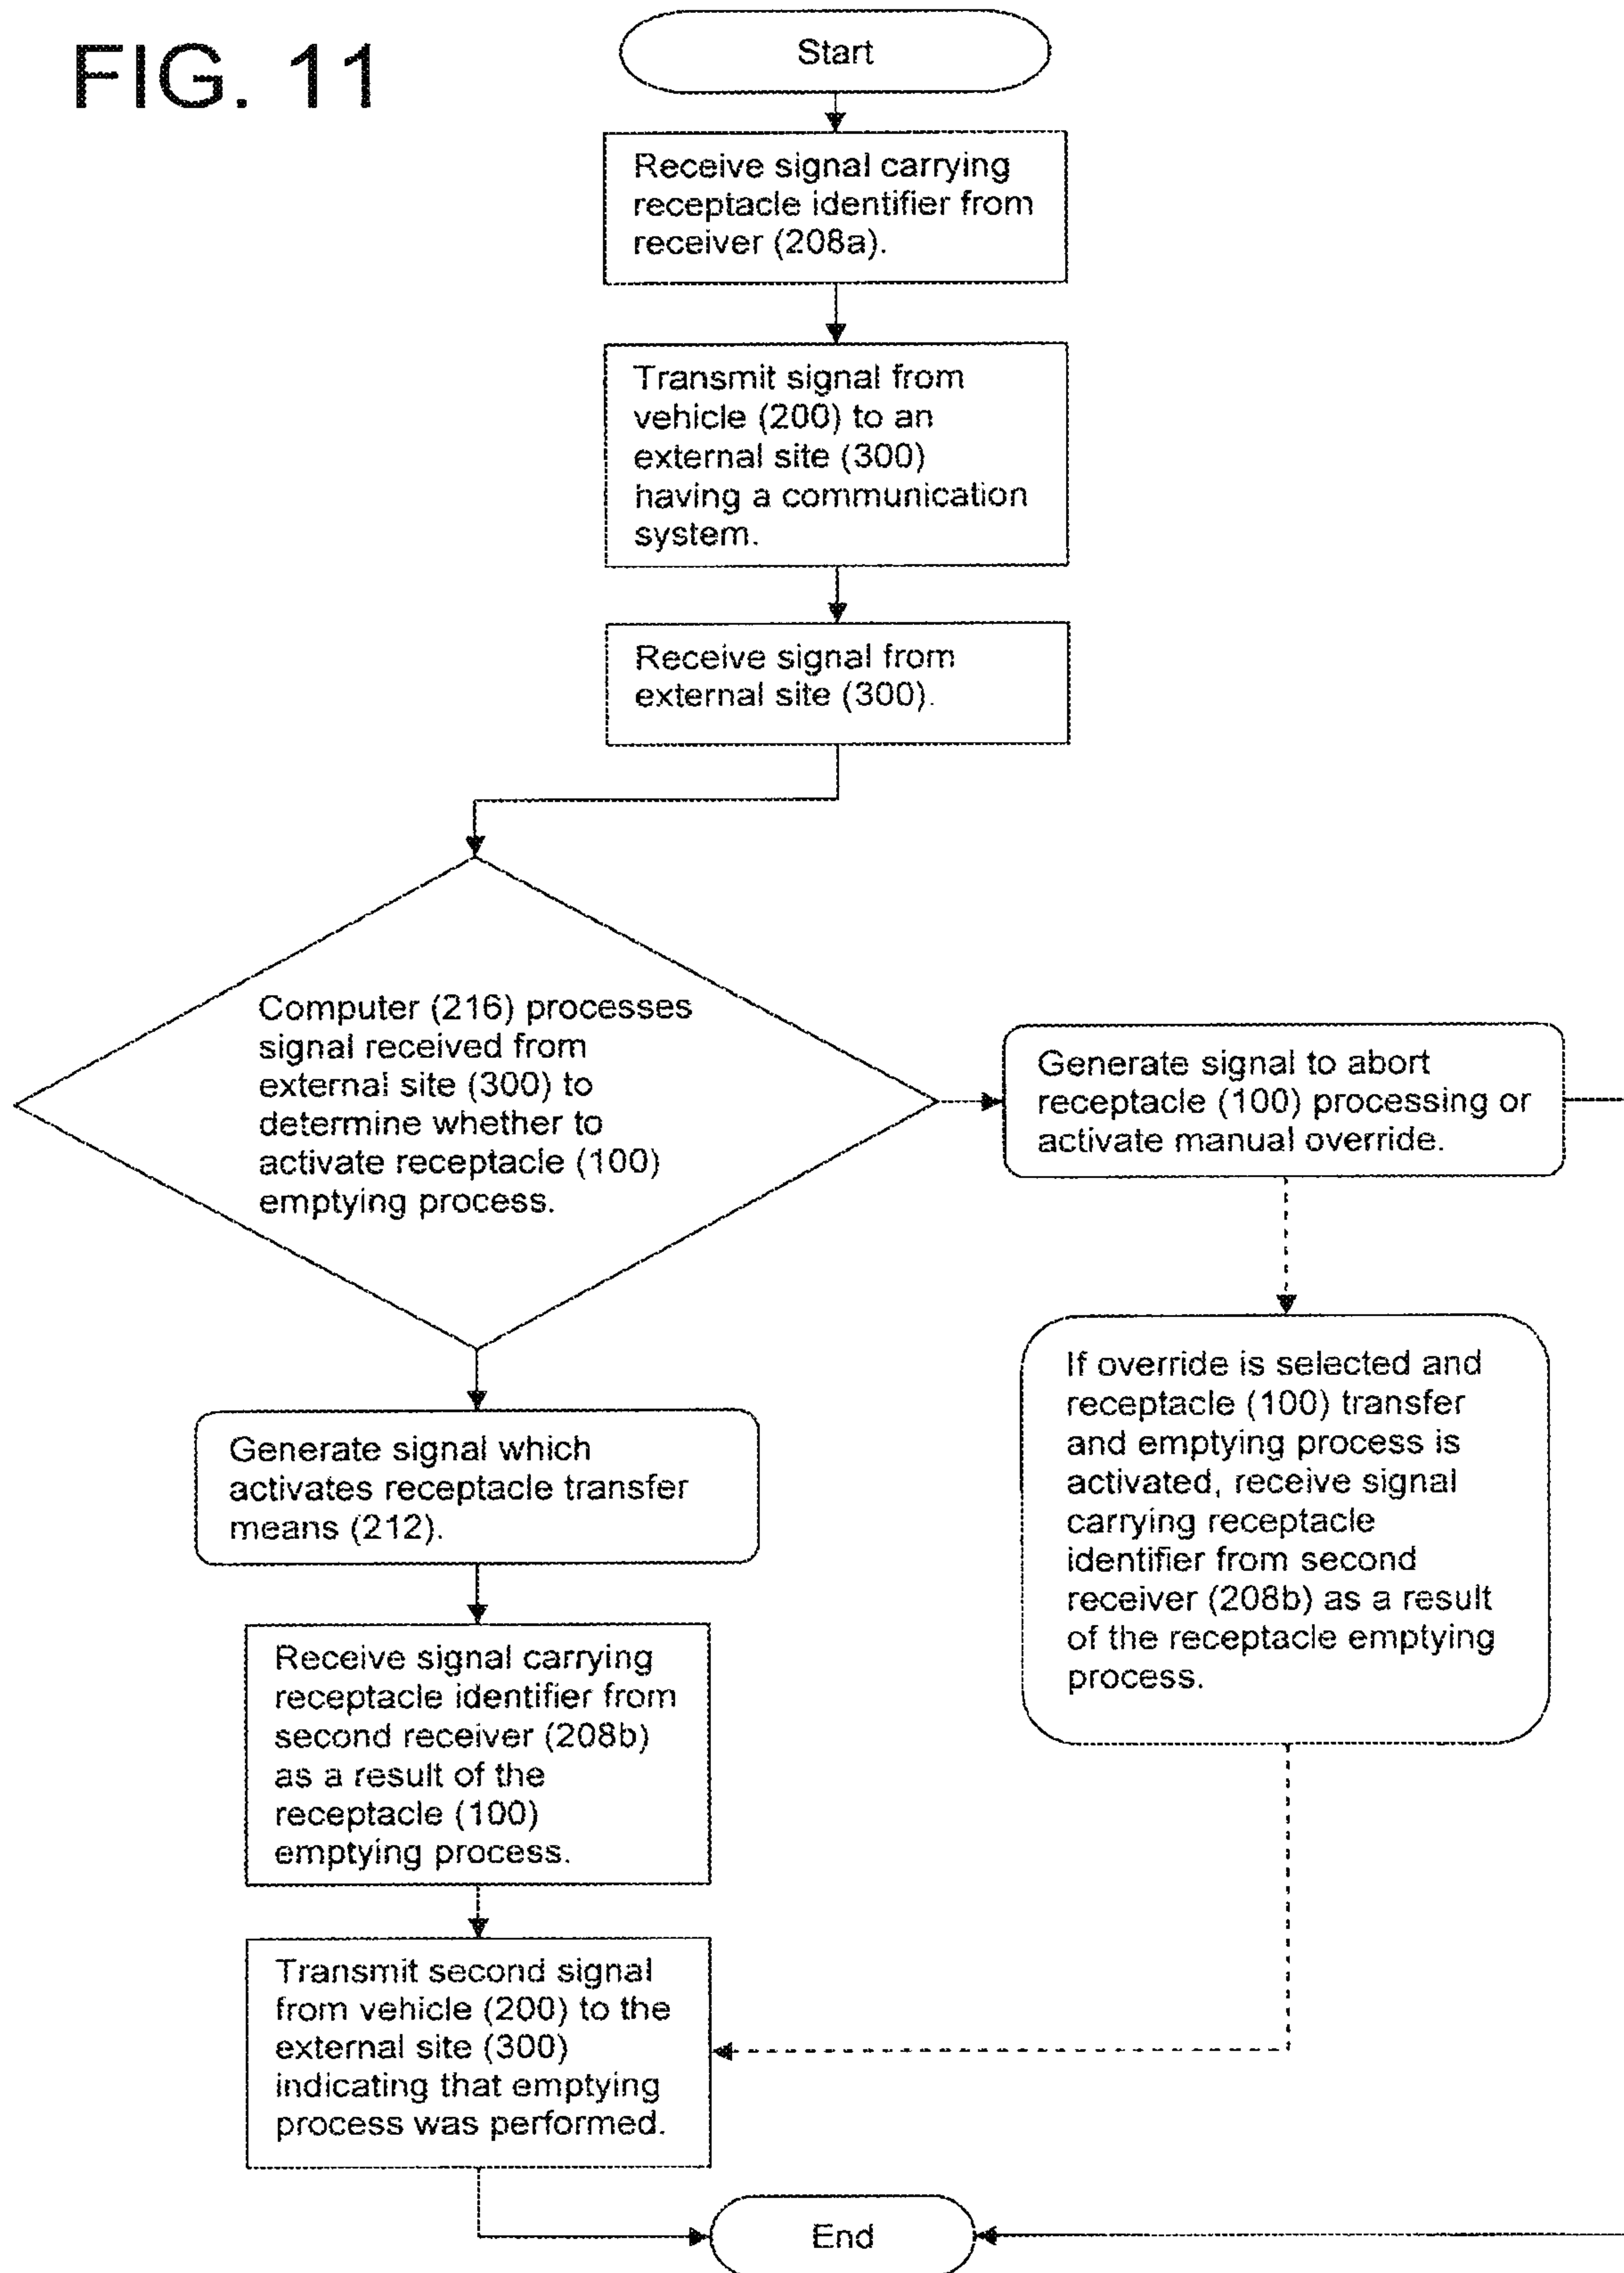 FIG. 11
Start
Receive signal carrying
receptacle identifier from
receiver (208a).
Transmit signal from
vehicle (200) to an
external site (300)
having a communication
system.
Receive signal from
external site (300).
Computer (216) processes
signal received from
external site (300) to
determine whether to
activate receptacle (100)
emptying process.
Generate signal to abort
receptacle (100) processing or
activate manual override.
If override is selected and
receptacle (100) transfer
and emptying process is
activated, receive signal
carrying receptacle
identifier from second
receiver (208b) as a result
of the receptacle emptying
process.
Generate signal which
activates receptacle transfer
means (212).
Receive signal carrying
receptacle identifier from
second receiver (208b)
as a result of the
receptacle (100)
emptying process.
Transmit second signal
from vehicle (200) to the
external site (300)
indicating that emptying
process was performed.
End